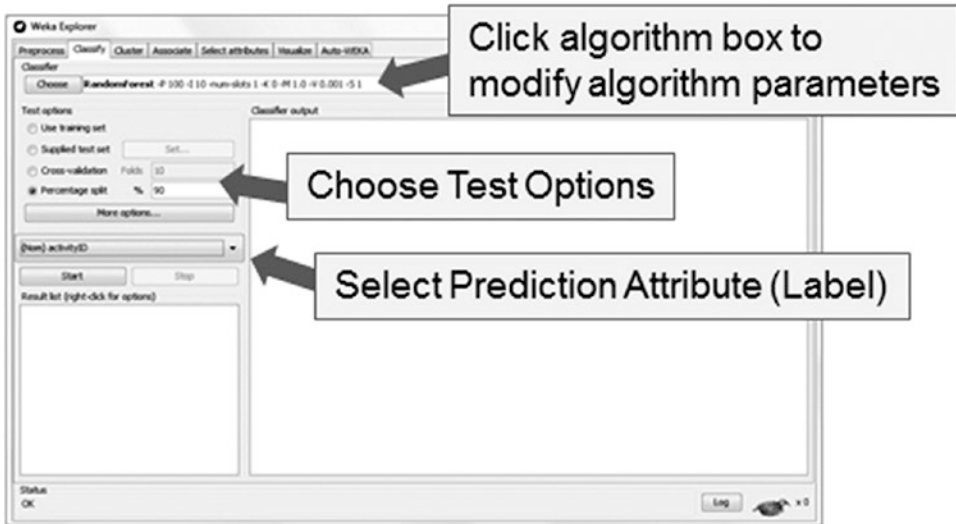 Weka Explorer
Preprocess Classify Cluster Associate Select attributes Visualize Auto-WEKA
Classifier
Choose RandomForest -P 100 -I 10 -num-slots 1 -K 0 -M 1.0 -V 0.001 -S 1
Click algorithm box to
modify algorithm parameters
Test options
Classifier output
Use training set
Supplied test set Set...
Cross-validation Folds 10
Percentage split % 90
More options...
Choose Test Options
(Nom) activityID
Start Stop
Select Prediction Attribute (Label)
Result list (right-click for options)
Status
OK
Log
x 0